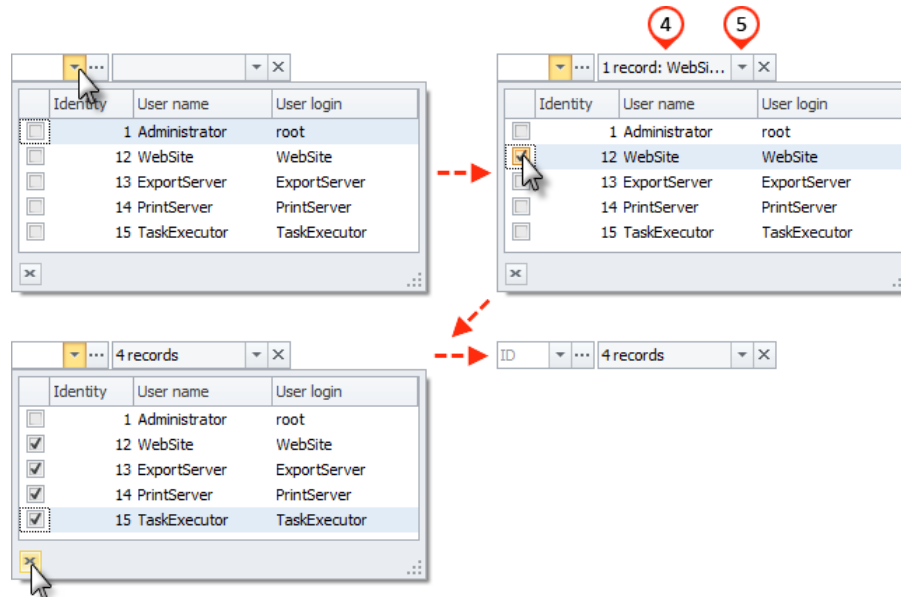 4 5
1 record: WebSi...
Identity User name User login
1 Administrator root
12 WebSite WebSite
13 ExportServer ExportServer
14 PrintServer PrintServer
15 TaskExecutor TaskExecutor
Identity User name User login
1 Administrator root
12 WebSite WebSite
13 ExportServer ExportServer
14 PrintServer PrintServer
15 TaskExecutor TaskExecutor
4 records
Identity User name User login
1 Administrator root
12 WebSite WebSite
13 ExportServer ExportServer
14 PrintServer PrintServer
15 TaskExecutor TaskExecutor
ID 4 records